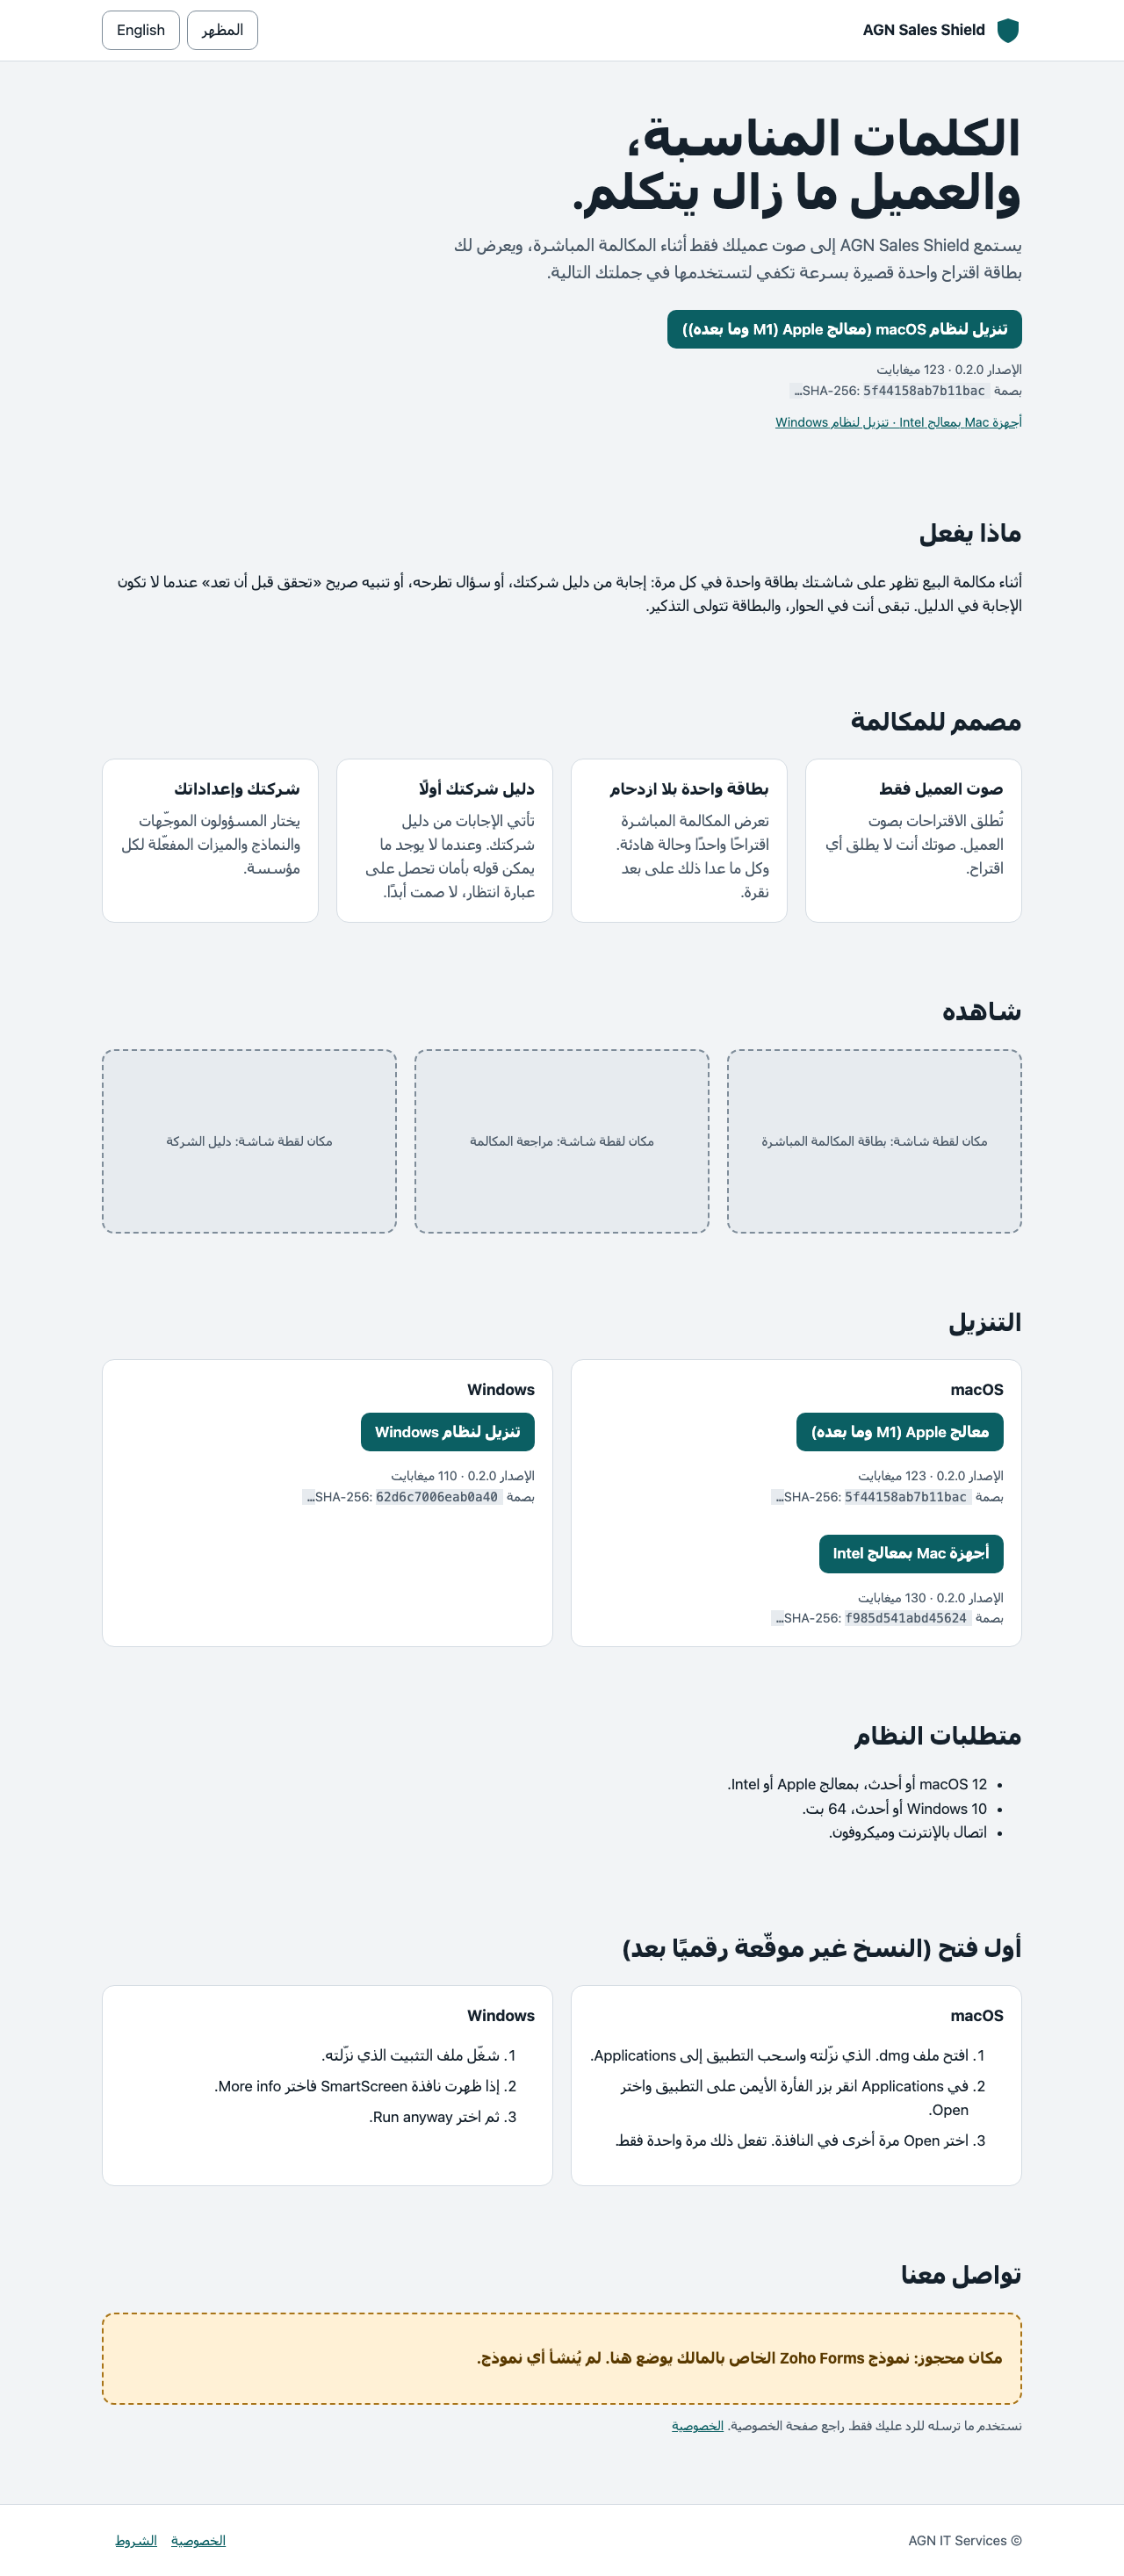 AGN Sales Shield
المظهر
English
الكلمات المناسبة،
والعميل ما زال يتكلم.
يستمع AGN Sales Shield إلى صوت عميلك فقط أثناء المكالمة المباشرة، ويعرض لك
بطاقة اقتراح واحدة قصيرة بسرعة تكفي لتستخدمها في جملتك التالية.
تنزيل لنظام macOS (معالج Apple (M1 وما بعده))
الإصدار 0.2.0 · 123 ميغابايت
بصمة SHA-256: 5f44158ab7b11bac…
أجهزة Mac بمعالج Intel · تنزيل لنظام Windows
ماذا يفعل
أثناء مكالمة البيع تظهر على شاشتك بطاقة واحدة في كل مرة: إجابة من دليل شركتك، أو سؤال تطرحه، أو تنبيه صريح «تحقق قبل أن تعد» عندما لا تكون
الإجابة في الدليل. تبقى أنت في الحوار، والبطاقة تتولى التذكير.
مصمم للمكالمة
صوت العميل فقط
تُطلق الاقتراحات بصوت
العميل. صوتك أنت لا يطلق أي
اقتراح.
بطاقة واحدة بلا ازدحام
تعرض المكالمة المباشرة
اقتراحًا واحدًا وحالة هادئة.
وكل ما عدا ذلك على بعد
نقرة.
دليل شركتك أولًا
تأتي الإجابات من دليل
شركتك. وعندما لا يوجد ما
يمكن قوله بأمان تحصل على
عبارة انتظار، لا صمت أبدًا.
شركتك وإعداداتك
يختار المسؤولون الموجّهات
والنماذج والميزات المفعّلة لكل
مؤسسة.
شاهده
مكان لقطة شاشة: بطاقة المكالمة المباشرة
مكان لقطة شاشة: مراجعة المكالمة
مكان لقطة شاشة: دليل الشركة
التنزيل
macOS
معالج Apple (M1 وما بعده)
الإصدار 0.2.0 · 123 ميغابايت
بصمة SHA-256: 5f44158ab7b11bac…
أجهزة Mac بمعالج Intel
الإصدار 0.2.0 · 130 ميغابايت
بصمة SHA-256: f985d541abd45624…
Windows
تنزيل لنظام Windows
الإصدار 0.2.0 · 110 ميغابايت
بصمة SHA-256: 62d6c7006eab0a40…
متطلبات النظام
• macOS 12 أو أحدث، بمعالج Apple أو Intel.
• Windows 10 أو أحدث، 64 بت.
• اتصال بالإنترنت وميكروفون.
أول فتح (النسخ غير موقّعة رقميًا بعد)
macOS
1. افتح ملف dmg. الذي نزّلته واسحب التطبيق إلى Applications.
2. في Applications انقر بزر الفأرة الأيمن على التطبيق واختر
Open.
3. اختر Open مرة أخرى في النافذة. تفعل ذلك مرة واحدة فقط.
Windows
1. شغّل ملف التثبيت الذي نزّلته.
2. إذا ظهرت نافذة SmartScreen فاختر More info.
3. ثم اختر Run anyway.
تواصل معنا
مكان محجوز: نموذج Zoho Forms الخاص بالمالك يوضع هنا. لم يُنشأ أي نموذج.
نستخدم ما ترسله للرد عليك فقط. راجع صفحة الخصوصية. الخصوصية
© AGN IT Services
الخصوصية
الشروط